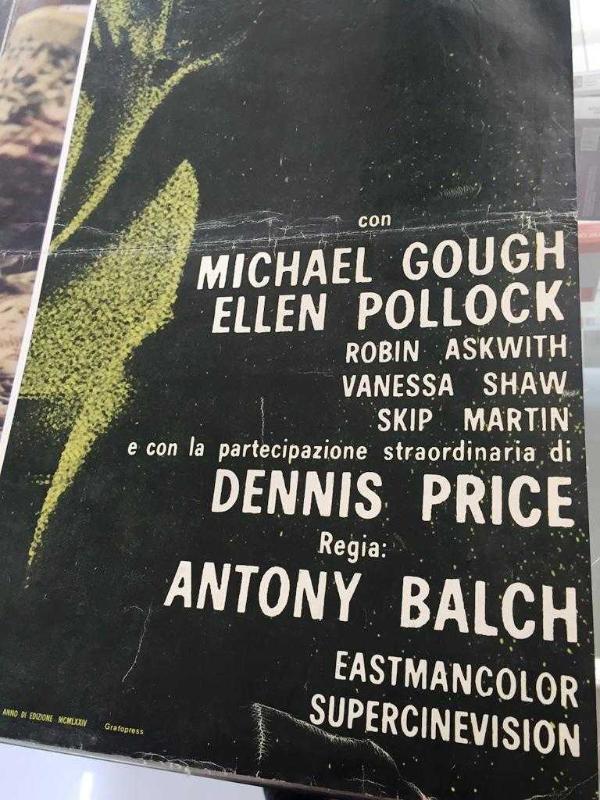 con
MICHAEL GOUGH
ELLEN POLLOCK
ROBIN ASKWITH
VANESSA SHAW
SKIP MARTIN
e con la partecipazione straordinaria di
DENNIS PRICE
Regia:
ANTONY BALCH
EASTMANCOLOR
SUPERCINEVISION
ANNO DI EDIZIONE MCMLXXIV Grafopress